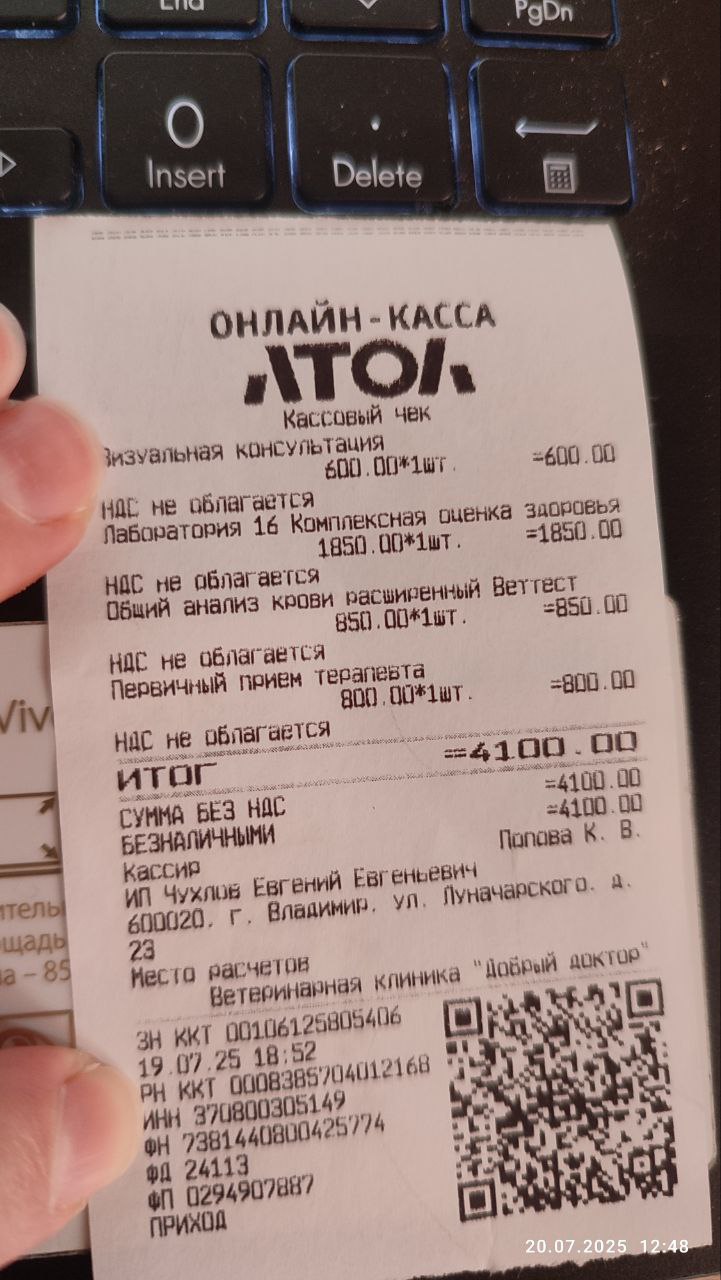 End
PgDn
0
Insert
.
Delete
ОНЛАЙН-КАССА
АТОЛ
Кассовый чек
Визуальная консультация
600.00*1шт. =600.00
НДС не облагается
Лаборатория 16 Комплексная оценка здоровья
1850.00*1шт. =1850.00
НДС не облагается
Общий анализ крови расширенный Веттест
850.00*1шт. =850.00
НДС не облагается
Первичный прием терапевта
800.00*1шт. =800.00
НДС не облагается
ИТОГ =4100.00
СУММА БЕЗ НДС =4100.00
БЕЗНАЛИЧНЫМИ =4100.00
Кассир Попова К. В.
ИП Чухлов Евгений Евгеньевич
600020, г. Владимир, ул. Луначарского, д.
23
Место расчетов
Ветеринарная клиника "Добрый доктор"
ЗН ККТ 00106125805406
19.07.25 18:52
РН ККТ 0008385704012168
ИНН 370800305149
ФН 7381440800425774
ФД 24113
ФП 0294907887
ПРИХОД
20.07.2025 12:48